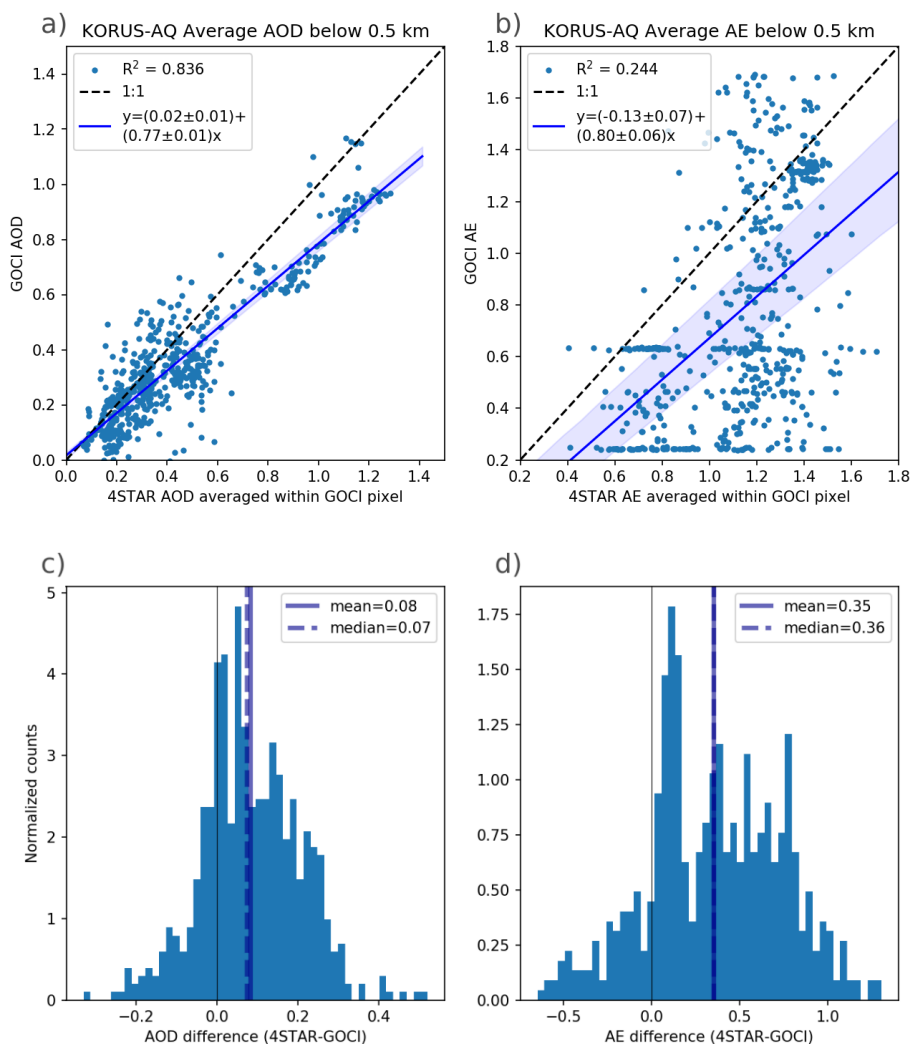 a)
KORUS-AQ Average AOD below 0.5 km
R² = 0.836
1:1
y=(0.02±0.01)+
(0.77±0.01)x
GOCI AOD
1.4
1.2
1.0
0.8
0.6
0.4
0.2
0.0
0.0 0.2 0.4 0.6 0.8 1.0 1.2 1.4
4STAR AOD averaged within GOCI pixel
b)
KORUS-AQ Average AE below 0.5 km
R² = 0.244
1:1
y=(-0.13±0.07)+
(0.80±0.06)x
GOCI AE
1.8
1.6
1.4
1.2
1.0
0.8
0.6
0.4
0.2
0.2 0.4 0.6 0.8 1.0 1.2 1.4 1.6 1.8
4STAR AE averaged within GOCI pixel
c)
mean=0.08
median=0.07
Normalized counts
5
4
3
2
1
0
−0.2 0.0 0.2 0.4
AOD difference (4STAR-GOCI)
d)
mean=0.35
median=0.36
1.75
1.50
1.25
1.00
0.75
0.50
0.25
0.00
−0.5 0.0 0.5 1.0
AE difference (4STAR-GOCI)